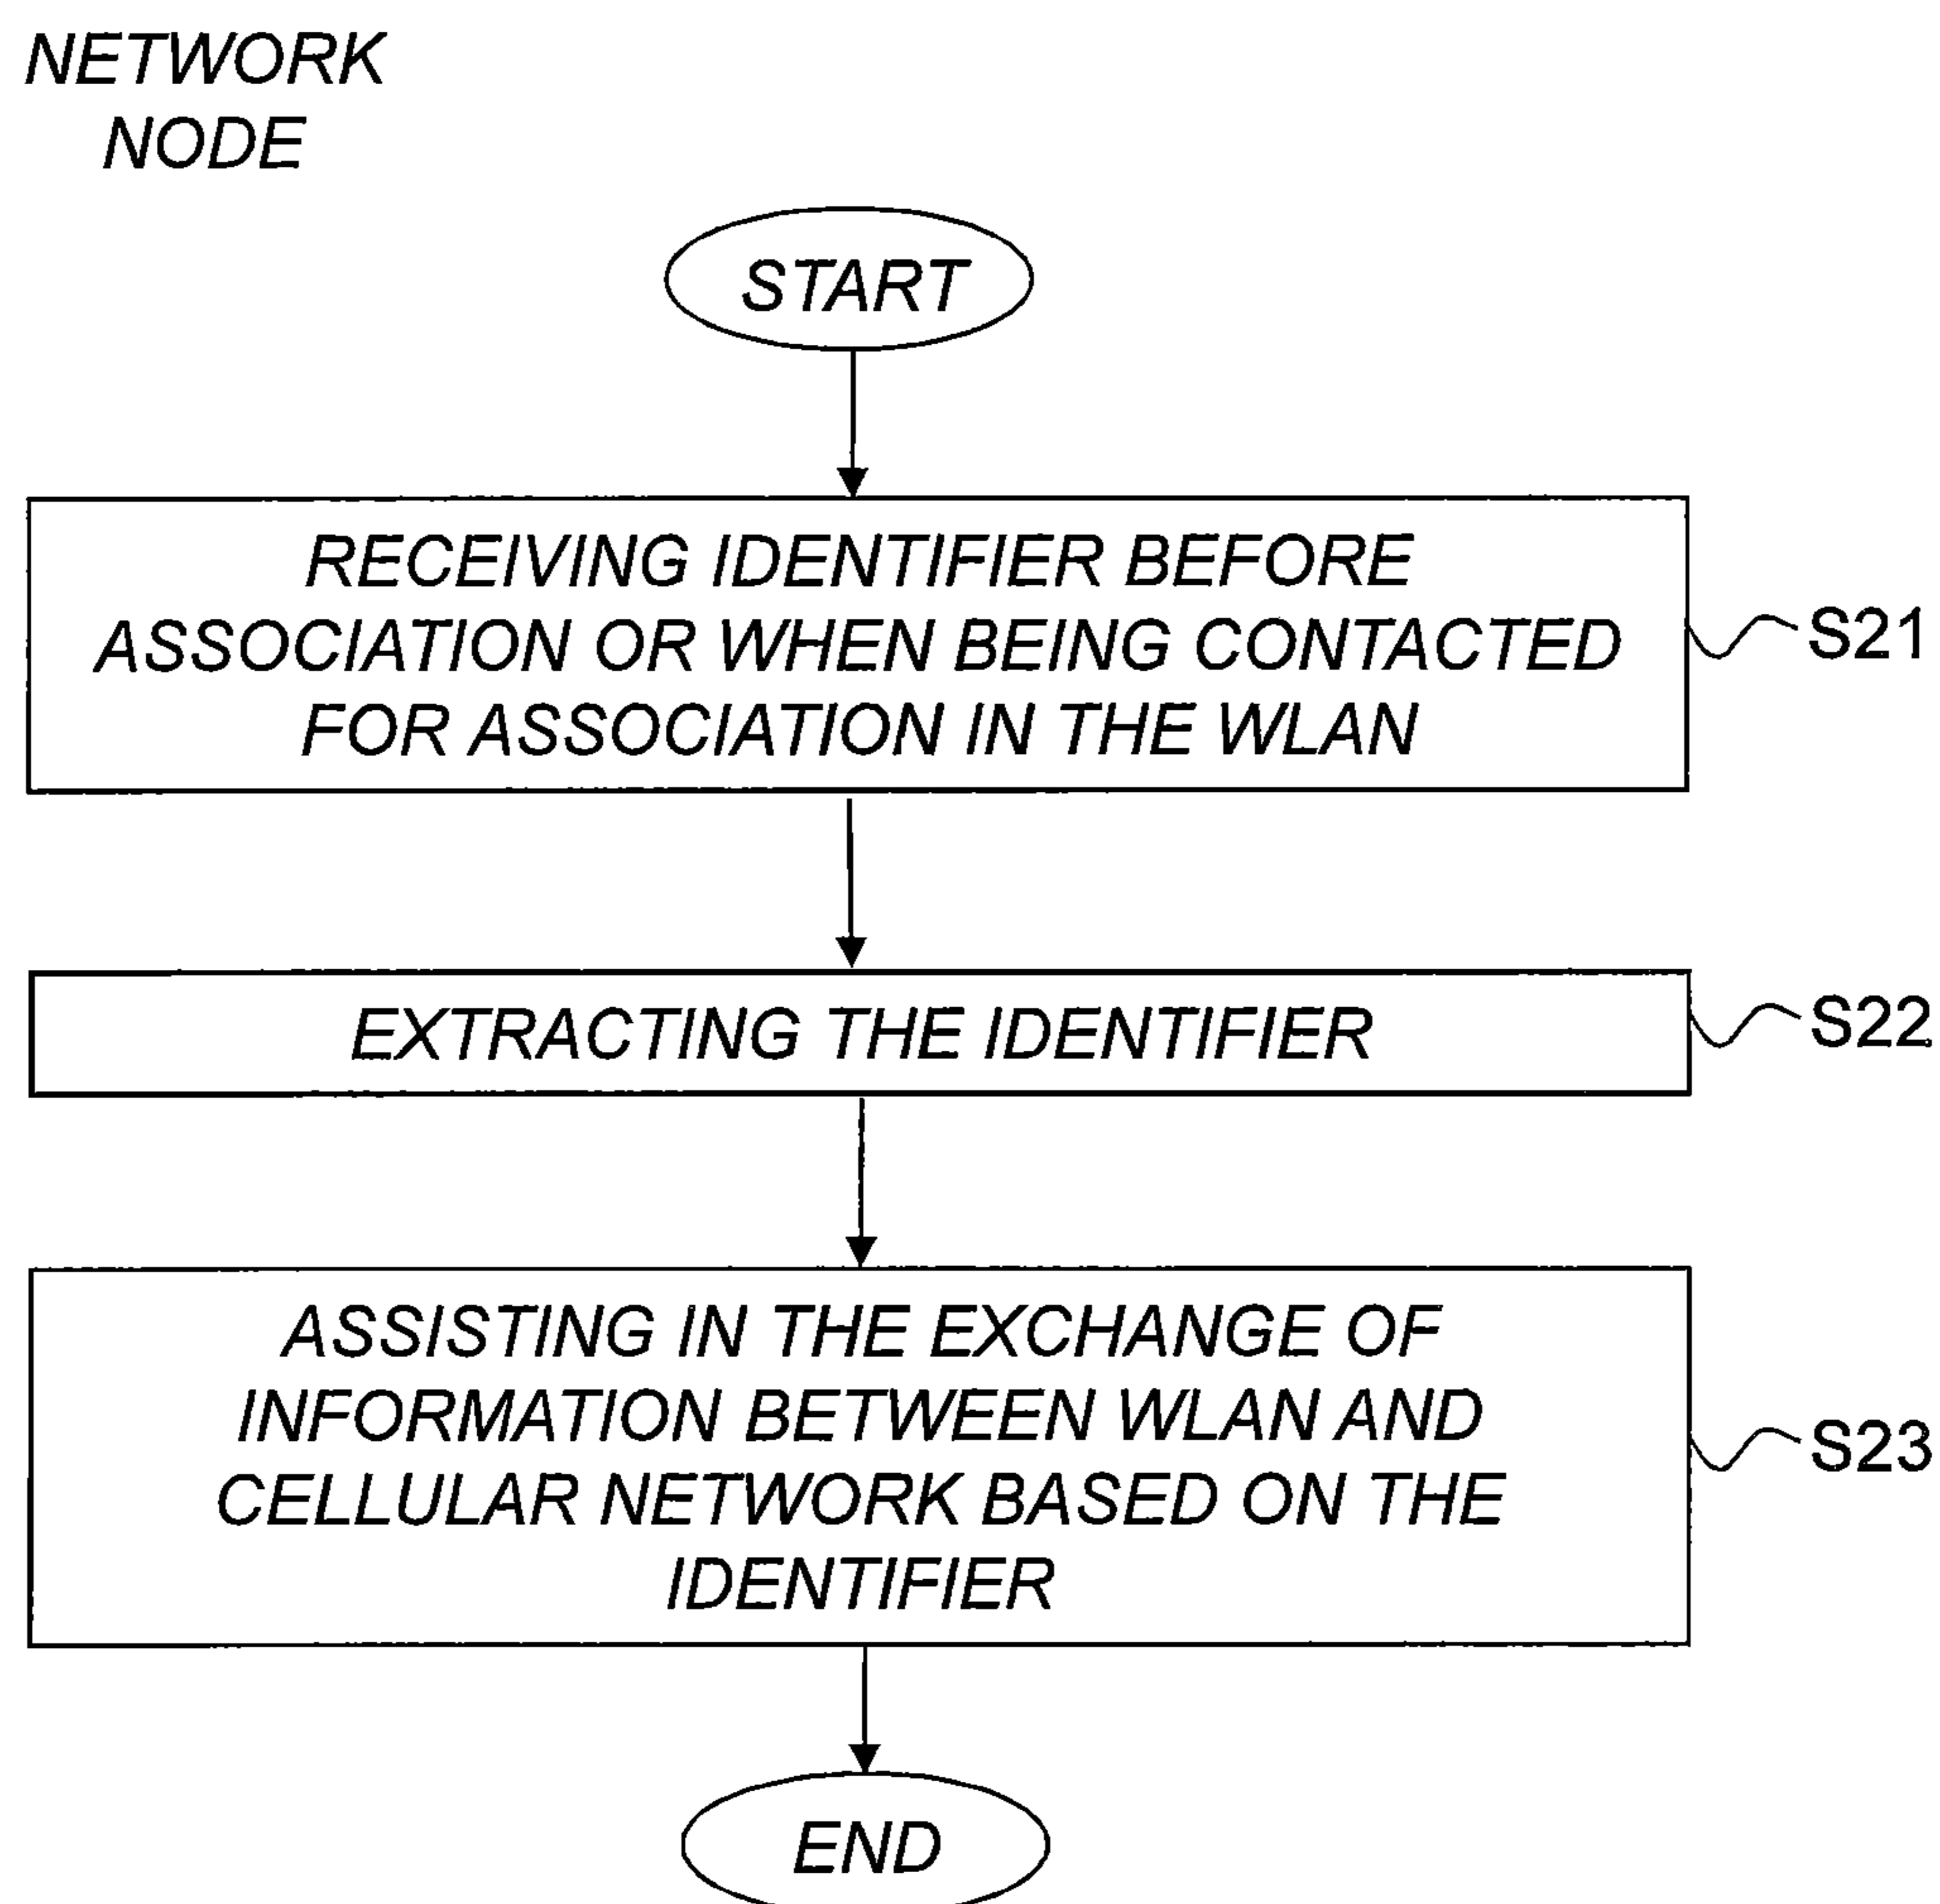 NETWORK
NODE
START
RECEIVING IDENTIFIER BEFORE
ASSOCIATION OR WHEN BEING CONTACTED
FOR ASSOCIATION IN THE WLAN
S21
EXTRACTING THE IDENTIFIER
S22
ASSISTING IN THE EXCHANGE OF
INFORMATION BETWEEN WLAN AND
CELLULAR NETWORK BASED ON THE
IDENTIFIER
S23
END